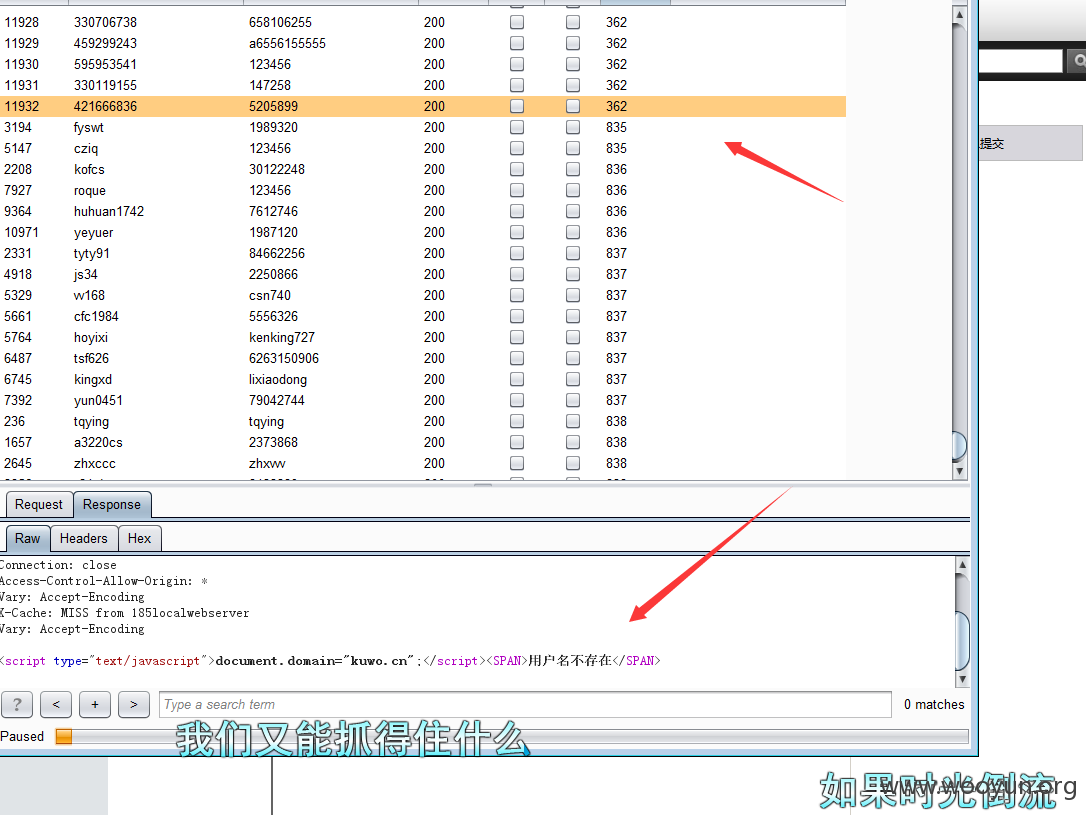 11928 330706738 658106255 200 362
11929 459299243 a6556155555 200 362
11930 595953541 123456 200 362
11931 330119155 147258 200 362
11932 421666836 5205899 200 362
3194 fyswt 1989320 200 835
提交
5147 cziq 123456 200 835
2208 kofcs 30122248 200 836
7927 roque 123456 200 836
9364 huhuan1742 7612746 200 836
10971 yeyuer 1987120 200 836
2331 tyty91 84662256 200 837
4918 js34 2250866 200 837
5329 vv168 csn740 200 837
5661 cfc1984 5556326 200 837
5764 hoyixi kenking727 200 837
6487 tsf626 6263150906 200 837
6745 kingxd lixiaodong 200 837
7392 yun0451 79042744 200 837
236 tqying tqying 200 838
1657 a3220cs 2373868 200 838
2645 zhxccc zhxvv 200 838
Request Response
Raw Headers Hex
Connection: close
Access-Control-Allow-Origin: *
Vary: Accept-Encoding
X-Cache: MISS from 185localwebserver
Vary: Accept-Encoding
<script type="text/javascript">document.domain="kuwo.cn";</script><SPAN>用户名不存在</SPAN>
? < + > Type a search term 0 matches
Paused
我们又能抓得住什么
如果时光倒流
www.wooyun.org